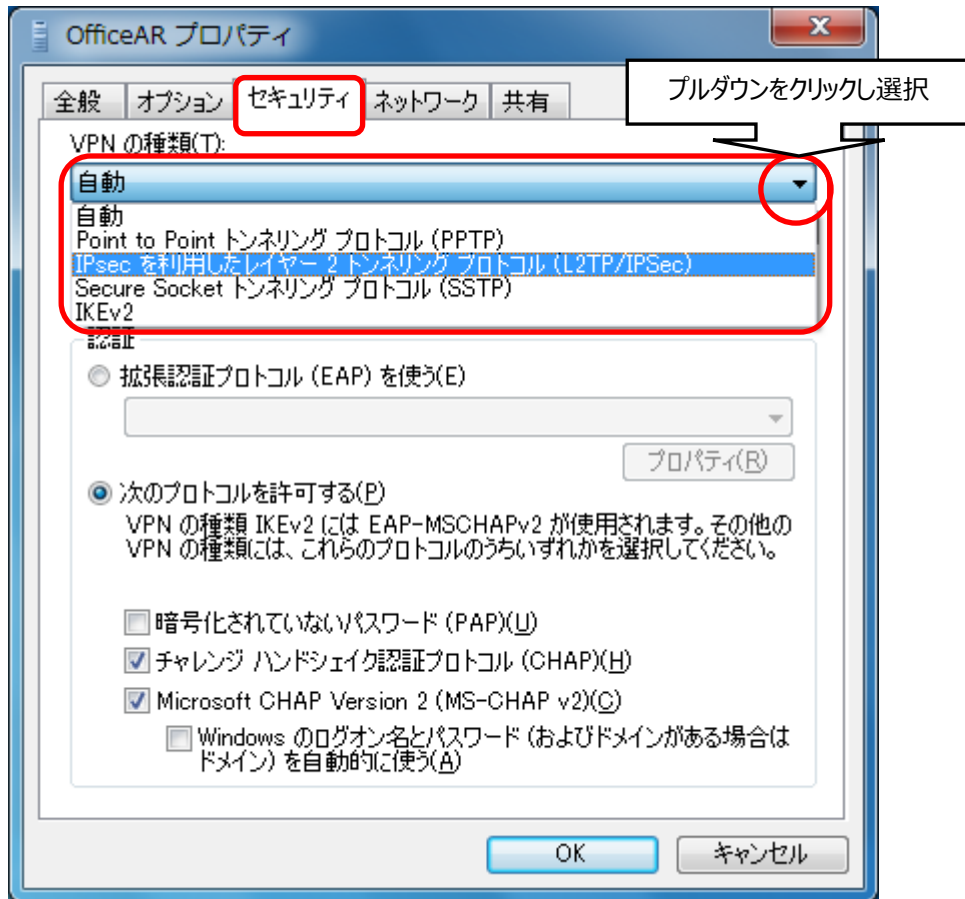 OfficeAR プロパティ
プルダウンをクリックし選択
全般 オプション セキュリティ ネットワーク 共有
VPN の種類(T):
自動
自動
Point to Point トンネリング プロトコル (PPTP)
IPsec を利用したレイヤー 2 トンネリング プロトコル (L2TP/IPSec)
Secure Socket トンネリング プロトコル (SSTP)
IKEv2
認証
拡張認証プロトコル (EAP) を使う(E)
プロパティ(R)
次のプロトコルを許可する(P)
VPN の種類 IKEv2 には EAP-MSCHAPv2 が使用されます。その他の
VPN の種類には、これらのプロトコルのうちいずれかを選択してください。
暗号化されていないパスワード (PAP)(U)
チャレンジ ハンドシェイク認証プロトコル (CHAP)(H)
Microsoft CHAP Version 2 (MS-CHAP v2)(C)
Windows のログオン名とパスワード (およびドメインがある場合は
ドメイン) を自動的に使う(A)
OK キャンセル